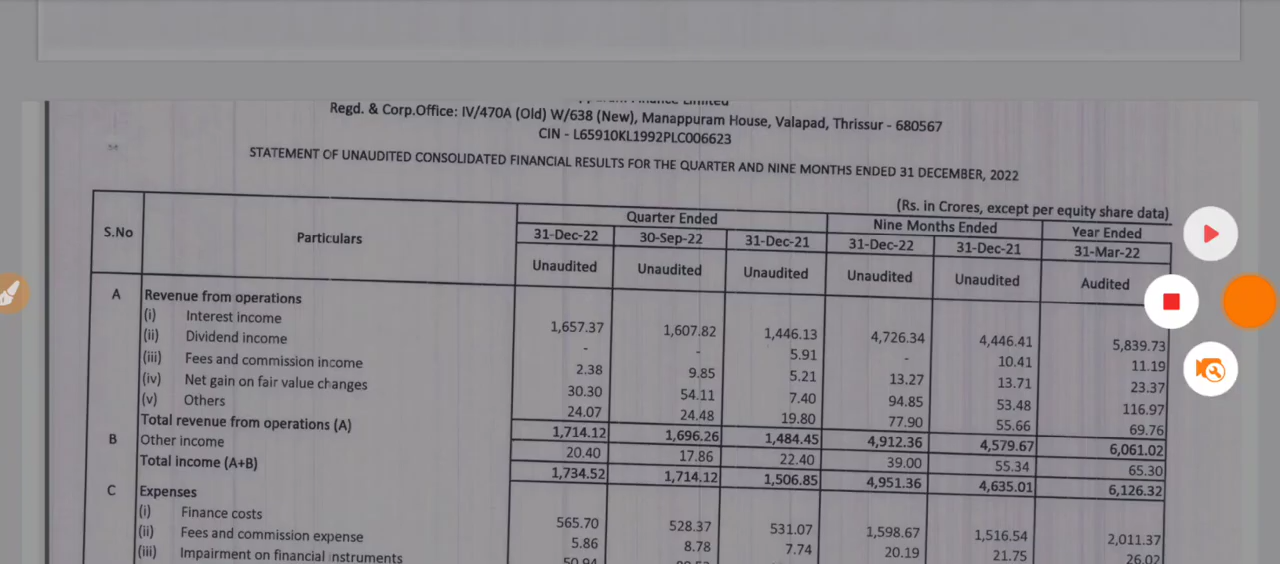 Finance Limited
Regd. & Corp.Office: IV/470A (Old) W/638 (New), Manappuram House, Valapad, Thrissur - 680567
CIN - L65910KL1992PLC006623
STATEMENT OF UNAUDITED CONSOLIDATED FINANCIAL RESULTS FOR THE QUARTER AND NINE MONTHS ENDED 31 DECEMBER, 2022
(Rs. in Crores, except per equity share data)
S.No Particulars Quarter Ended Nine Months Ended Year Ended
31-Dec-22 30-Sep-22 31-Dec-21 31-Dec-22 31-Dec-21 31-Mar-22
Unaudited Unaudited Unaudited Unaudited Unaudited Audited
A Revenue from operations
(i) Interest income 1,657.37 1,607.82 1,446.13 4,726.34 4,446.41 5,839.73
(ii) Dividend income - - 5.91 - 10.41 11.19
(iii) Fees and commission income 2.38 9.85 5.21 13.27 13.71 23.37
(iv) Net gain on fair value changes 30.30 54.11 7.40 94.85 53.48 116.97
(v) Others 24.07 24.48 19.80 77.90 55.66 69.76
Total revenue from operations (A) 1,714.12 1,696.26 1,484.45 4,912.36 4,579.67 6,061.02
B Other income 20.40 17.86 22.40 39.00 55.34 65.30
Total income (A+B) 1,734.52 1,714.12 1,506.85 4,951.36 4,635.01 6,126.32
C Expenses
(i) Finance costs 565.70 528.37 531.07 1,598.67 1,516.54 2,011.37
(ii) Fees and commission expense 5.86 8.78 7.74 20.19 21.75 26.02
(iii) Impairment on financial instruments